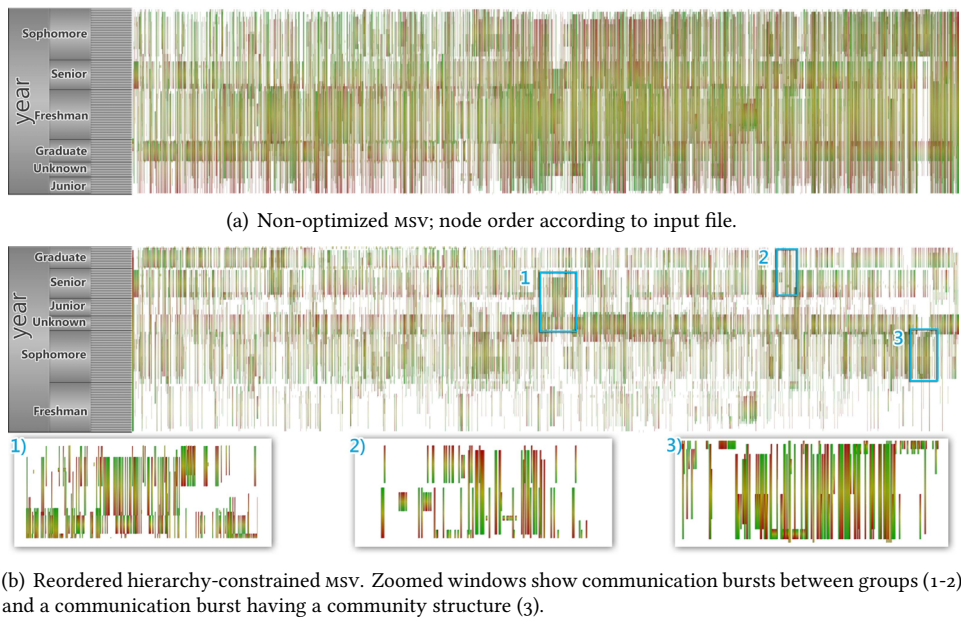 year
Sophomore
Senior
Freshman
Graduate
Unknown
Junior
(a) Non-optimized MSV; node order according to input file.
year
Graduate
Senior
Junior
Unknown
Sophomore
Freshman
1
2
3
1)
2)
3)
(b) Reordered hierarchy-constrained MSV. Zoomed windows show communication bursts between groups (1-2)
and a communication burst having a community structure (3).